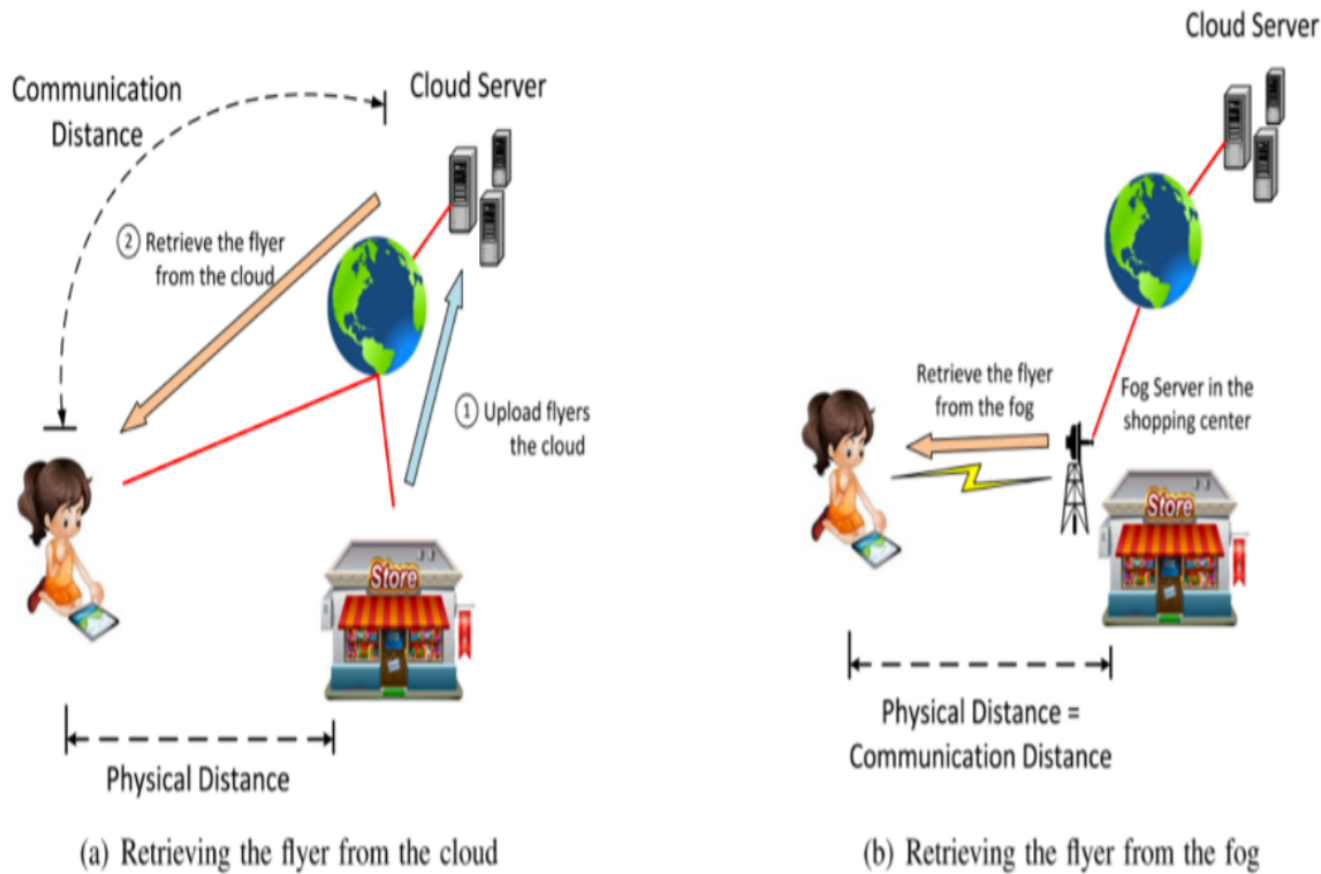 Communication
Distance
Cloud Server
② Retrieve the flyer
from the cloud
① Upload flyers
the cloud
Store
Physical Distance
(a) Retrieving the flyer from the cloud
Cloud Server
Retrieve the flyer
from the fog
Fog Server in the
shopping center
Store
Physical Distance =
Communication Distance
(b) Retrieving the flyer from the fog